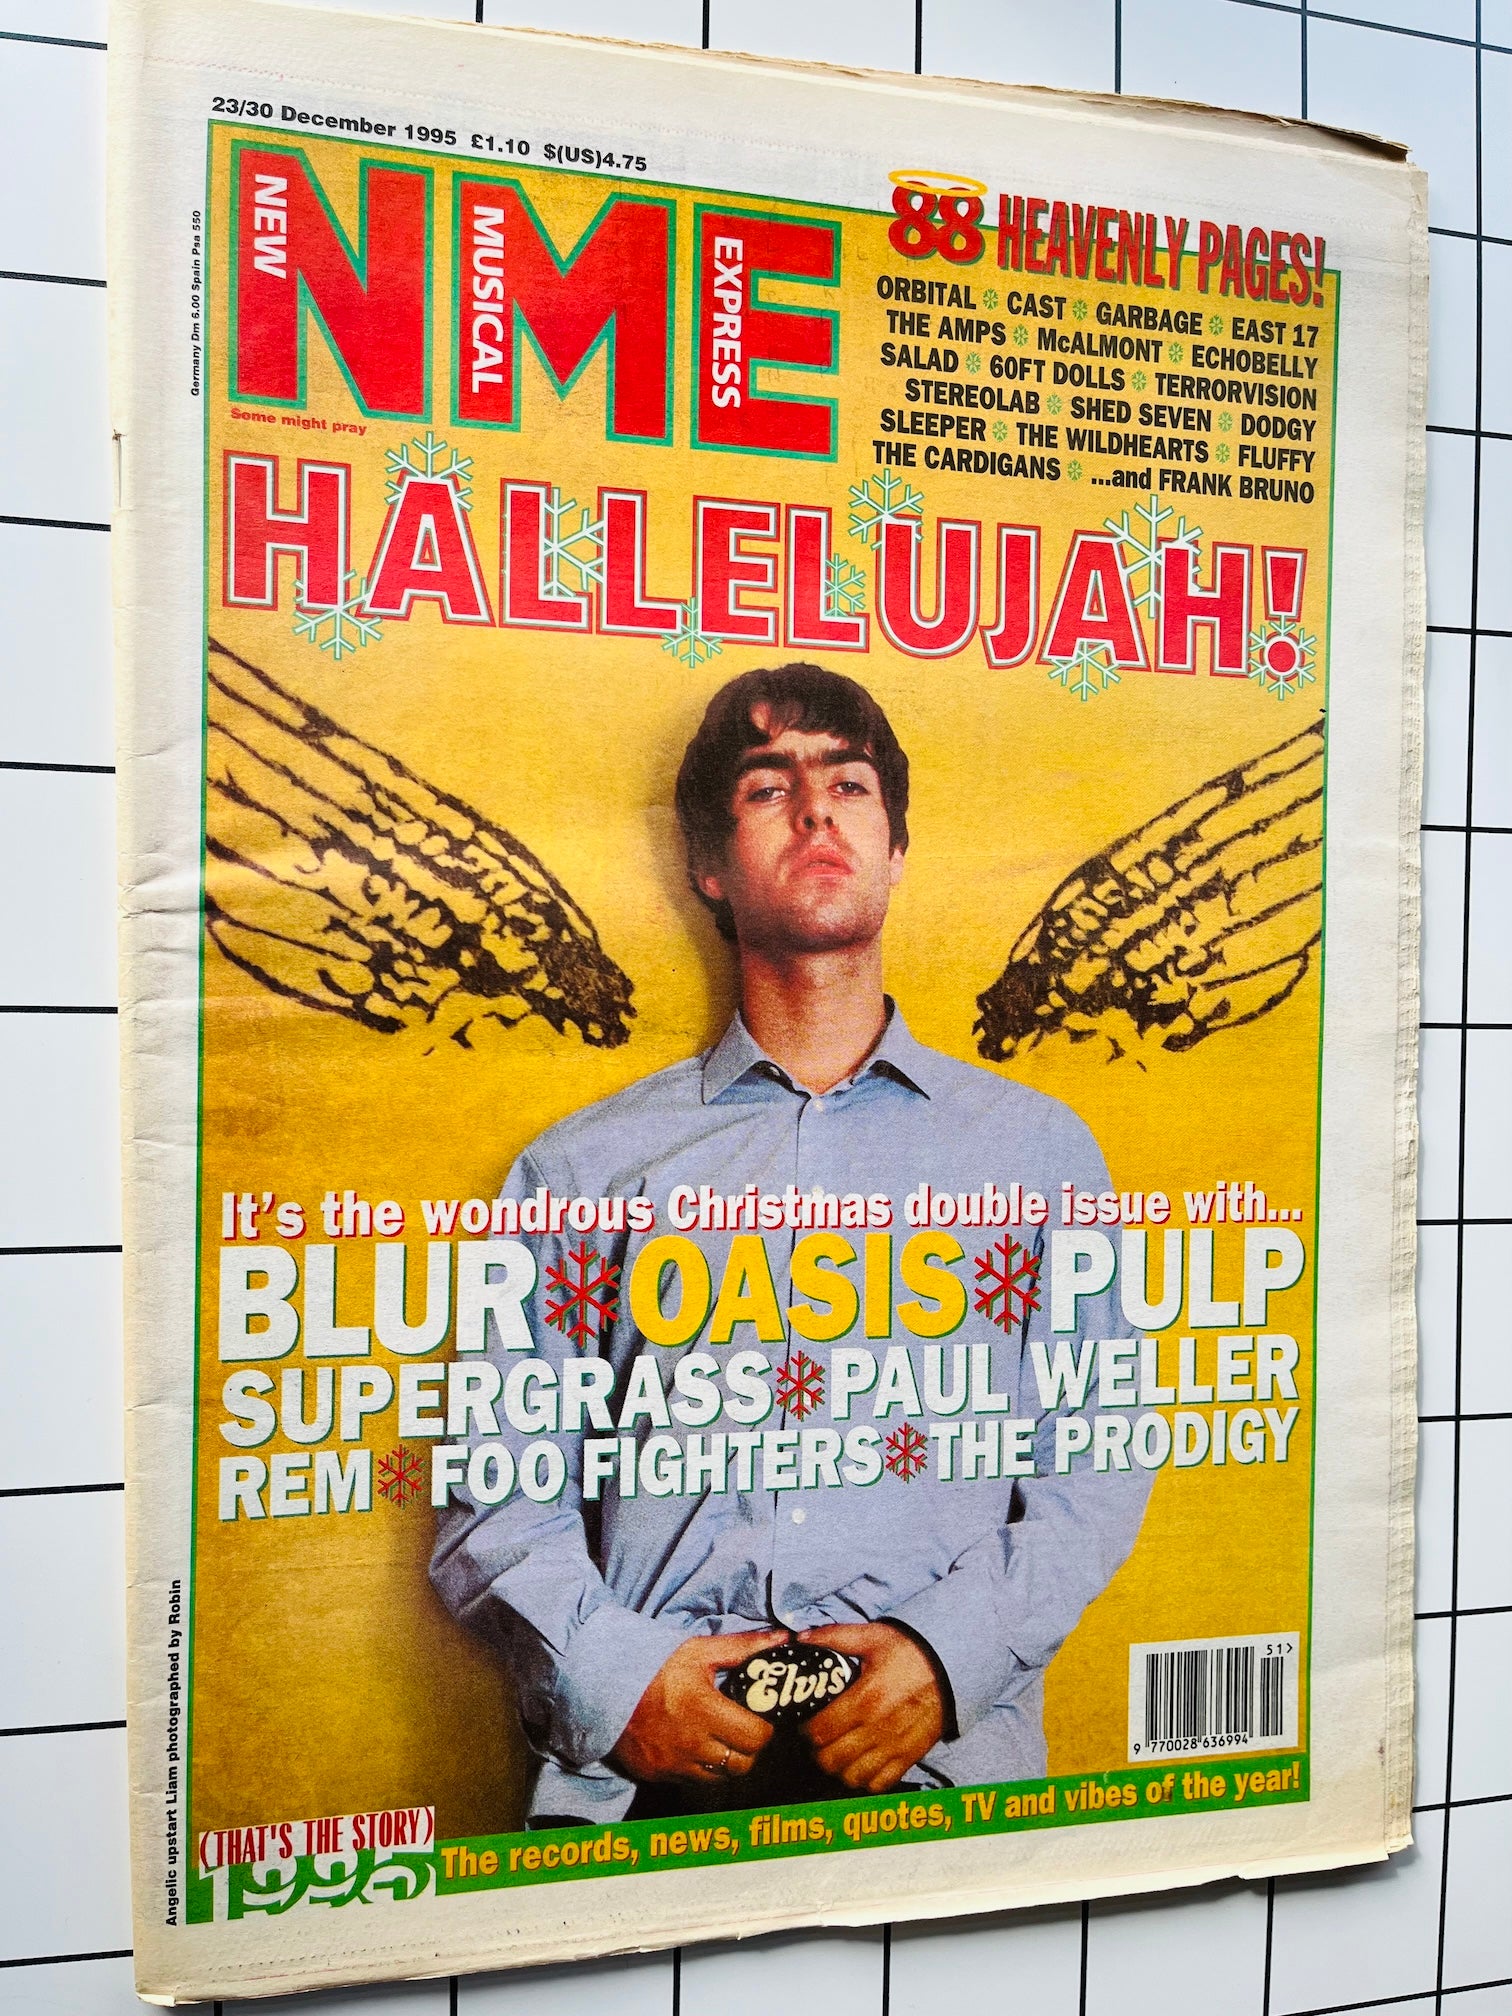 23/30 December 1995 £1.10 $(US)4.75
Germany Dm 6.00 Spain Psa 550
NME
NEW
MUSICAL
EXPRESS
Some might pray
88 HEAVENLY PAGES!
ORBITAL CAST GARBAGE EAST 17
THE AMPS McALMONT ECHOBELLY
SALAD 60FT DOLLS TERRORVISION
STEREOLAB SHED SEVEN DODGY
SLEEPER THE WILDHEARTS FLUFFY
THE CARDIGANS ...and FRANK BRUNO
HALLELUJAH!
It's the wondrous Christmas double issue with...
BLUR OASIS PULP
SUPERGRASS PAUL WELLER
REM FOO FIGHTERS THE PRODIGY
Elvis
51>
9 770028 636994
(THAT'S THE STORY)
1995
The records, news, films, quotes, TV and vibes of the year!
Angelic upstart Liam photographed by Robin